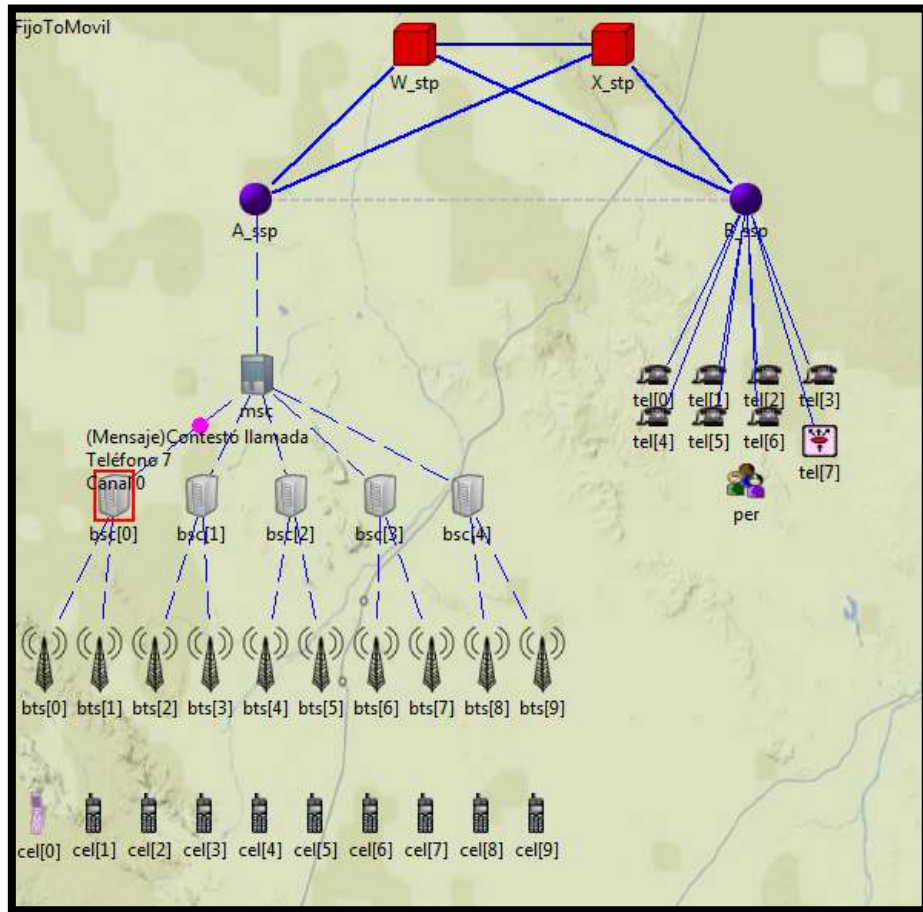 FijoToMovil
W_stp X_stp
A_ssp B_ssp
msc
(Mensaje)Contestó llamada
Teléfono 7
Canal 0
tel[0] tel[1] tel[2] tel[3]
tel[4] tel[5] tel[6] tel[7]
per
bsc[0] bsc[1] bsc[2] bsc[3] bsc[4]
bts[0] bts[1] bts[2] bts[3] bts[4] bts[5] bts[6] bts[7] bts[8] bts[9]
cel[0] cel[1] cel[2] cel[3] cel[4] cel[5] cel[6] cel[7] cel[8] cel[9]